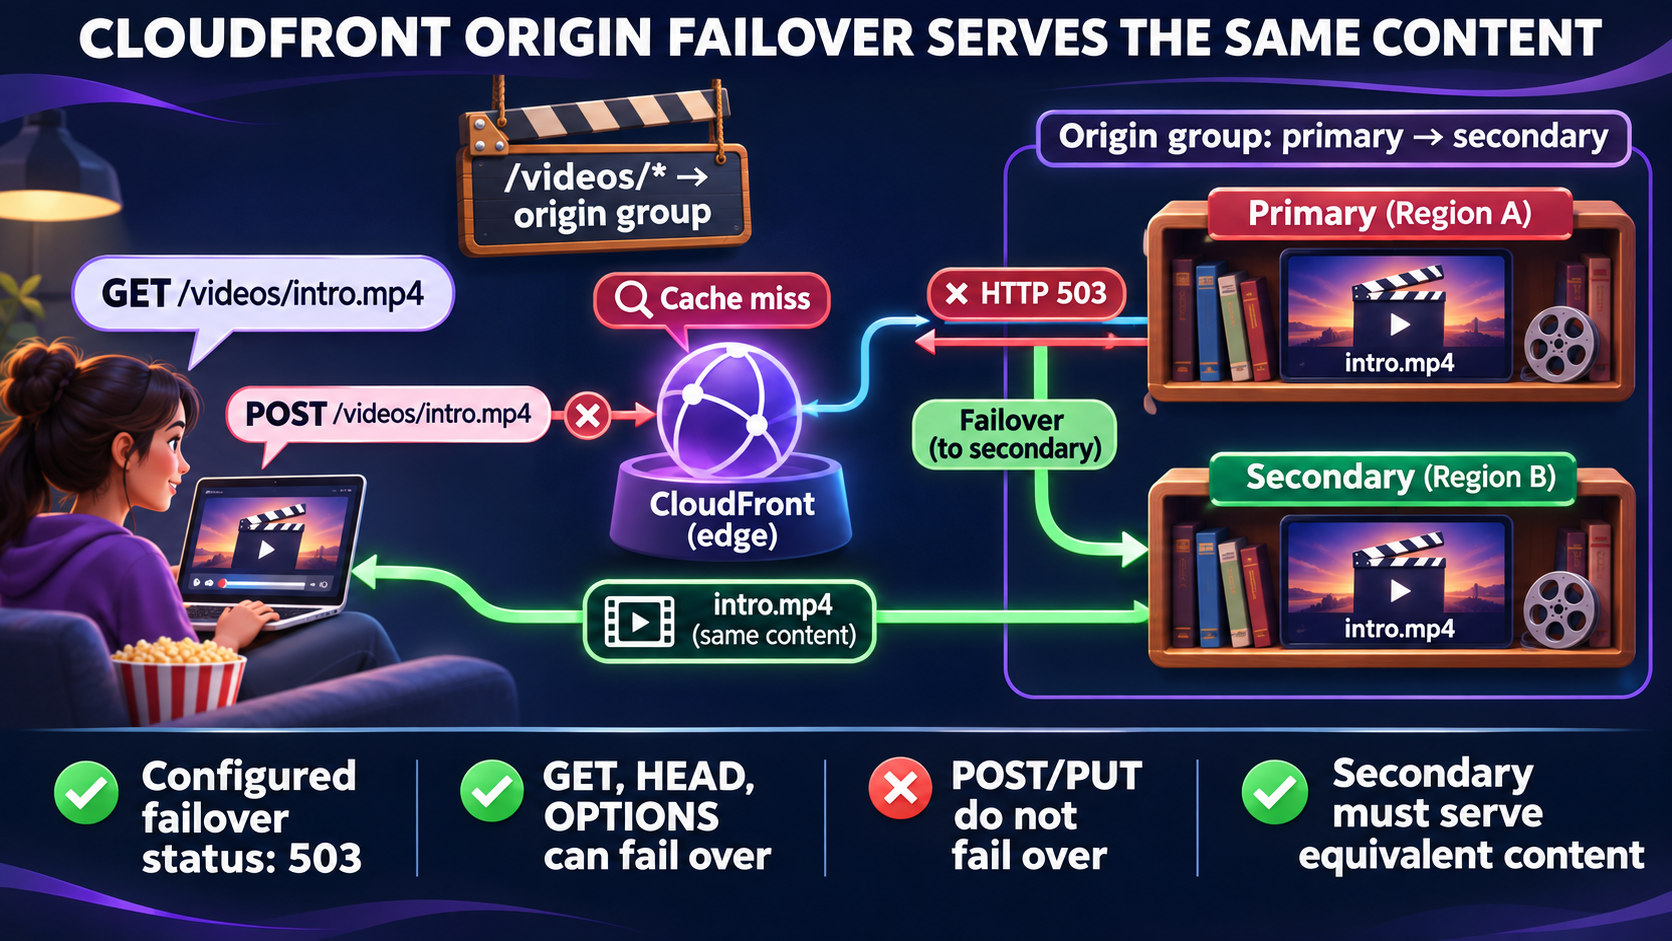 CLOUDFRONT ORIGIN FAILOVER SERVES THE SAME CONTENT
/videos/* →
origin group
Origin group: primary → secondary
Primary (Region A)
GET /videos/intro.mp4
Cache miss
HTTP 503
intro.mp4
POST /videos/intro.mp4
Failover
(to secondary)
Secondary (Region B)
CloudFront
(edge)
intro.mp4
(same content)
intro.mp4
Configured
failover
status: 503
GET, HEAD,
OPTIONS
can fail over
POST/PUT
do not
fail over
Secondary
must serve
equivalent content